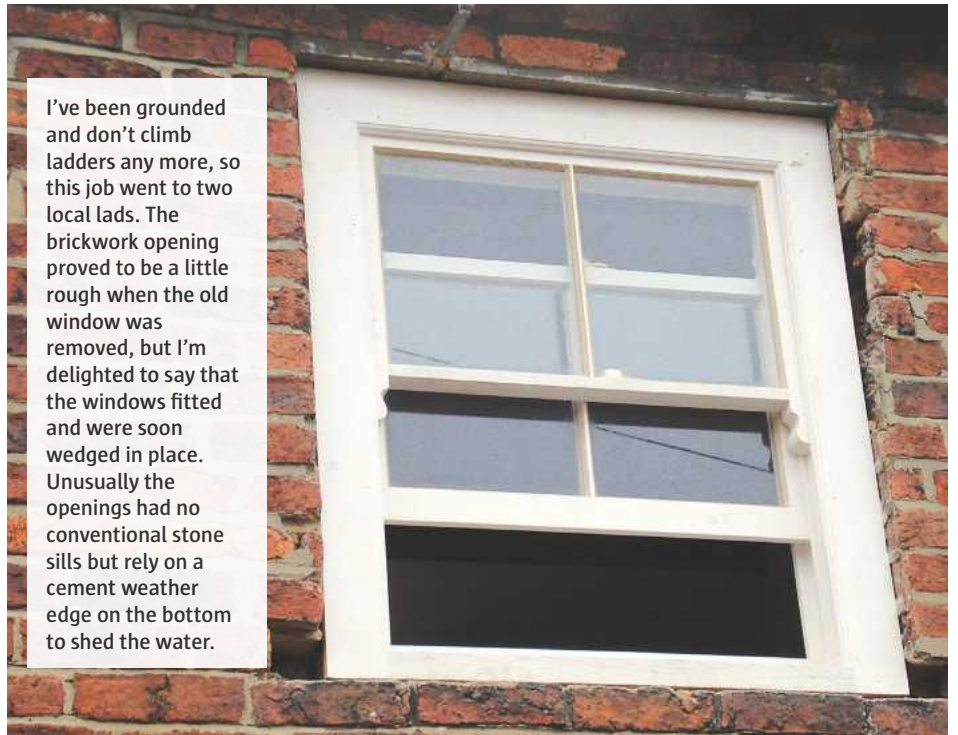 I’ve been grounded
and don’t climb
ladders any more, so
this job went to two
local lads. The
brickwork opening
proved to be a little
rough when the old
window was
removed, but I’m
delighted to say that
the windows fitted
and were soon
wedged in place.
Unusually the
openings had no
conventional stone
sills but rely on a
cement weather
edge on the bottom
to shed the water.